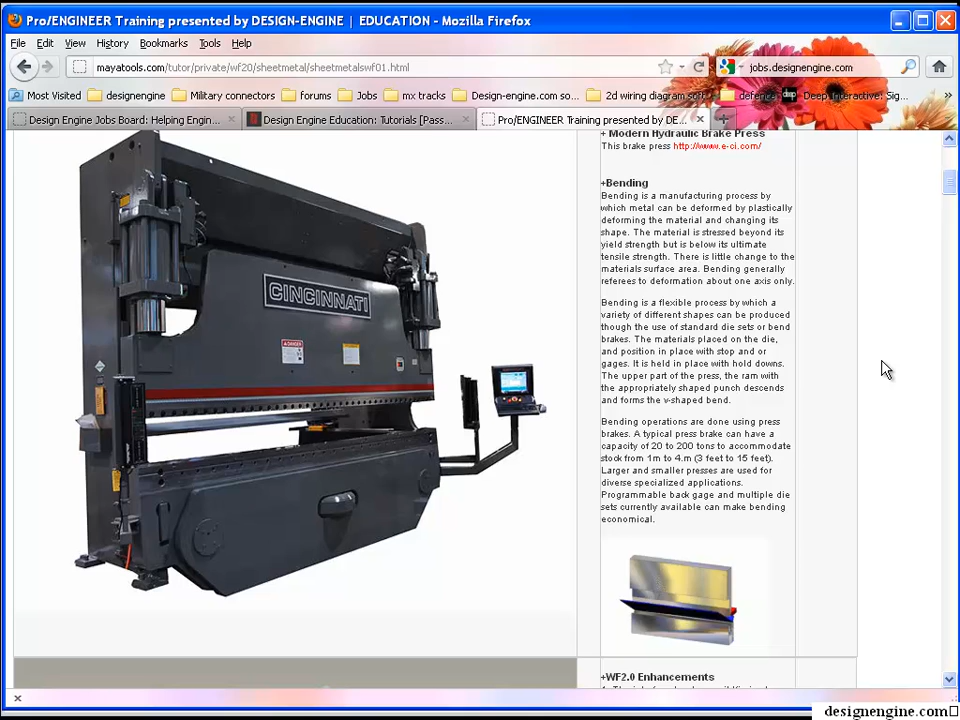 Pro/ENGINEER Training presented by DESIGN-ENGINE | EDUCATION - Mozilla Firefox
File Edit View History Bookmarks Tools Help
mayatools.com/tutor/private/wf20/sheetmetal/sheetmetalswf01.html
jobs.designengine.com
Most Visited designengine Military connectors forums Jobs mx tracks Design-engine.com so... 2d wiring diagram soft... defence Deep Interactive: Sig...
Design Engine Jobs Board: Helping Engin... Design Engine Education: Tutorials [Pass... Pro/ENGINEER Training presented by DE...
+ Modern Hydraulic Brake Press
This brake press http://www.e-ci.com/
+Bending
Bending is a manufacturing process by
which metal can be deformed by plastically
deforming the material and changing its
shape. The material is stressed beyond its
yield strength but is below its ultimate
tensile strength. There is little change to the
materials surface area. Bending generally
referees to deformation about one axis only.
Bending is a flexible process by which a
variety of different shapes can be produced
though the use of standard die sets or bend
brakes. The materials placed on the die,
and position in place with stop and or
gages. It is held in place with hold downs.
The upper part of the press, the ram with
the appropriately shaped punch descends
and forms the v-shaped bend.
Bending operations are done using press
brakes. A typical press brake can have a
capacity of 20 to 200 tons to accommodate
stock from 1m to 4.m (3 feet to 15 feet).
Larger and smaller presses are used for
diverse specialized applications.
Programmable back gage and multiple die
sets currently available can make bending
economical.
CINCINNATI
+WF2.0 Enhancements
designengine.com